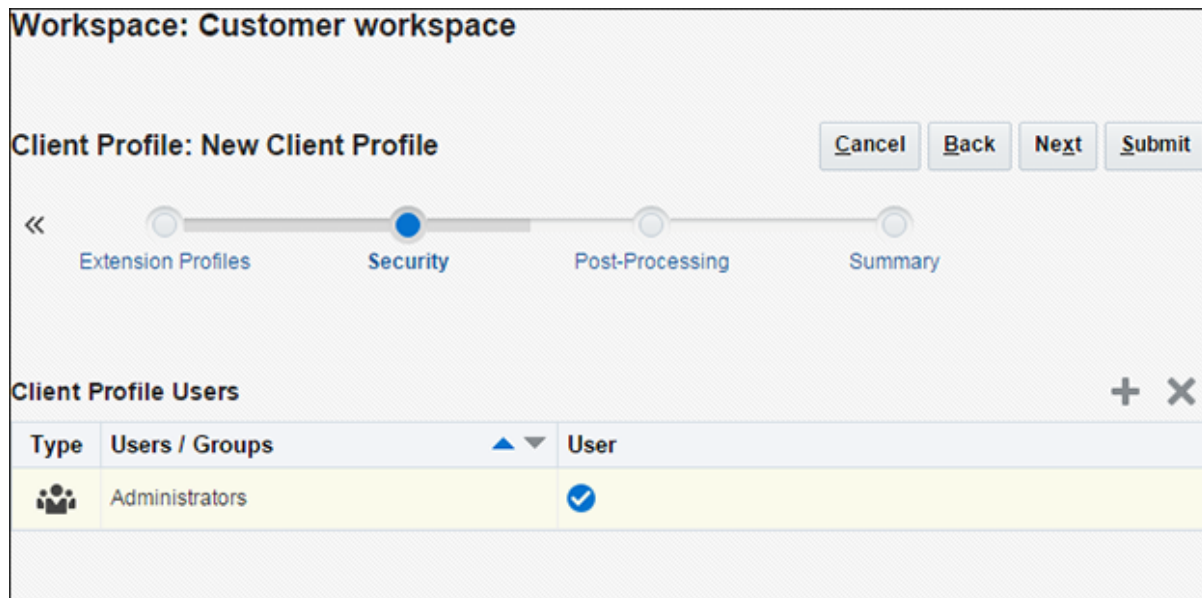 Workspace: Customer workspace
Client Profile: New Client Profile
Cancel Back Next Submit
Extension Profiles Security Post-Processing Summary
Client Profile Users
Type Users / Groups User
Administrators